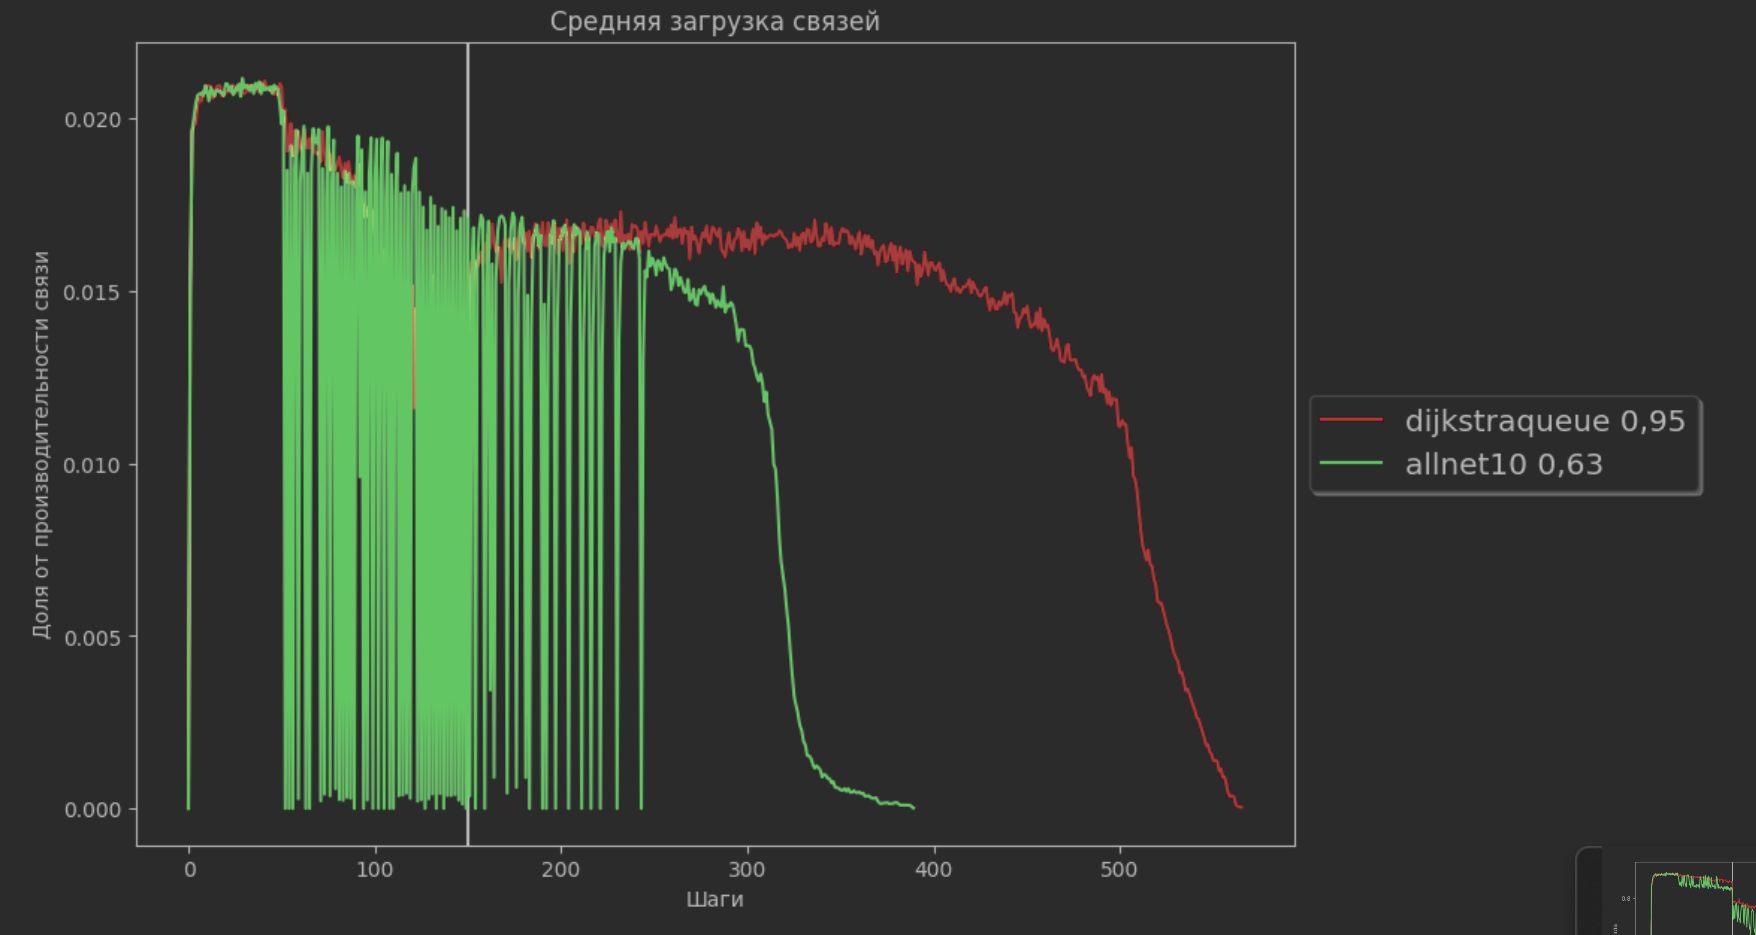 Средняя загрузка связей
Доля от производительности связи
0.020
0.015
0.010
0.005
0.000
0
100
200
300
400
500
Шаги
dijkstraqueue 0,95
allnet10 0,63